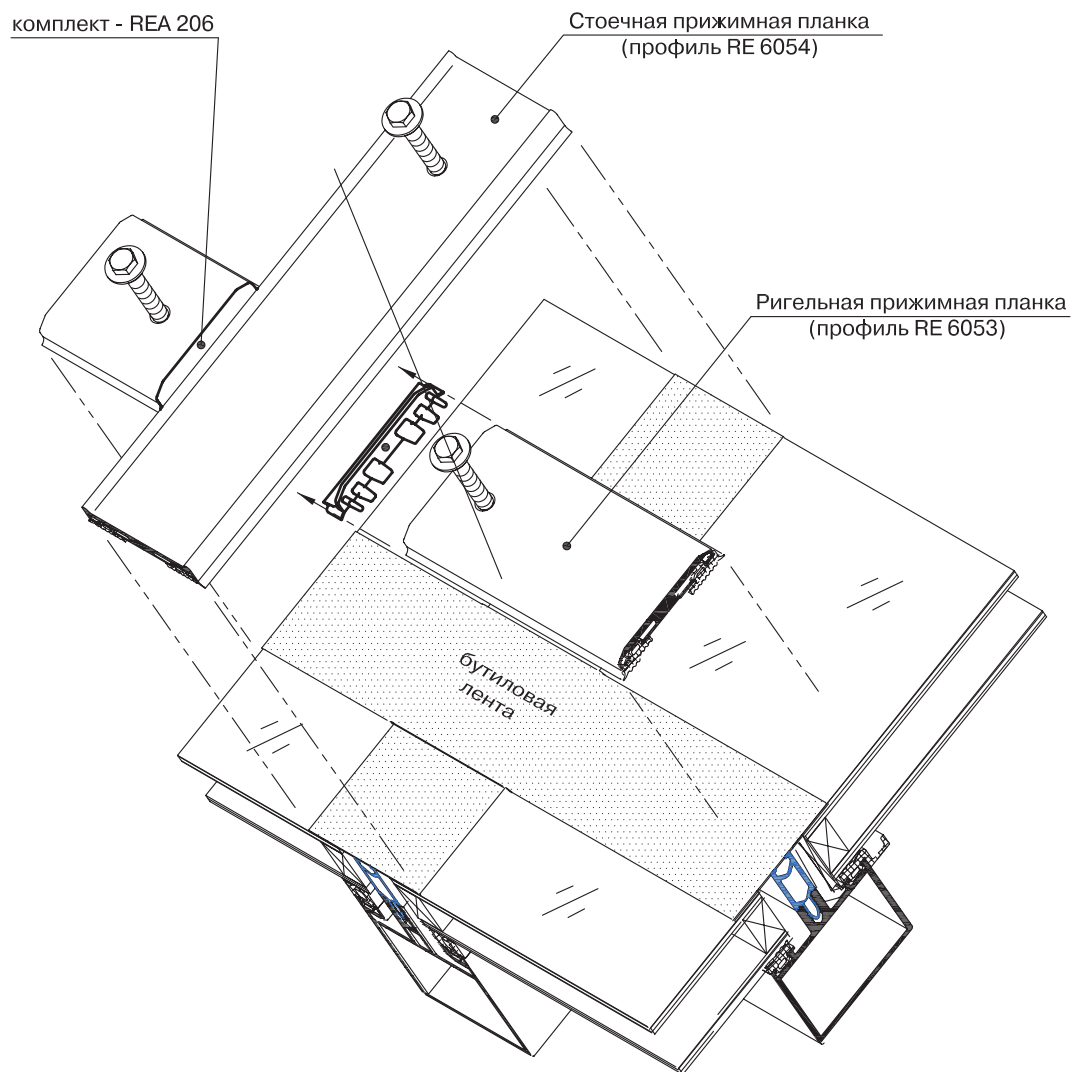 комплект - REA 206
Стоечная прижимная планка
(профиль RE 6054)
Ригельная прижимная планка
(профиль RE 6053)
бутиловая
лента